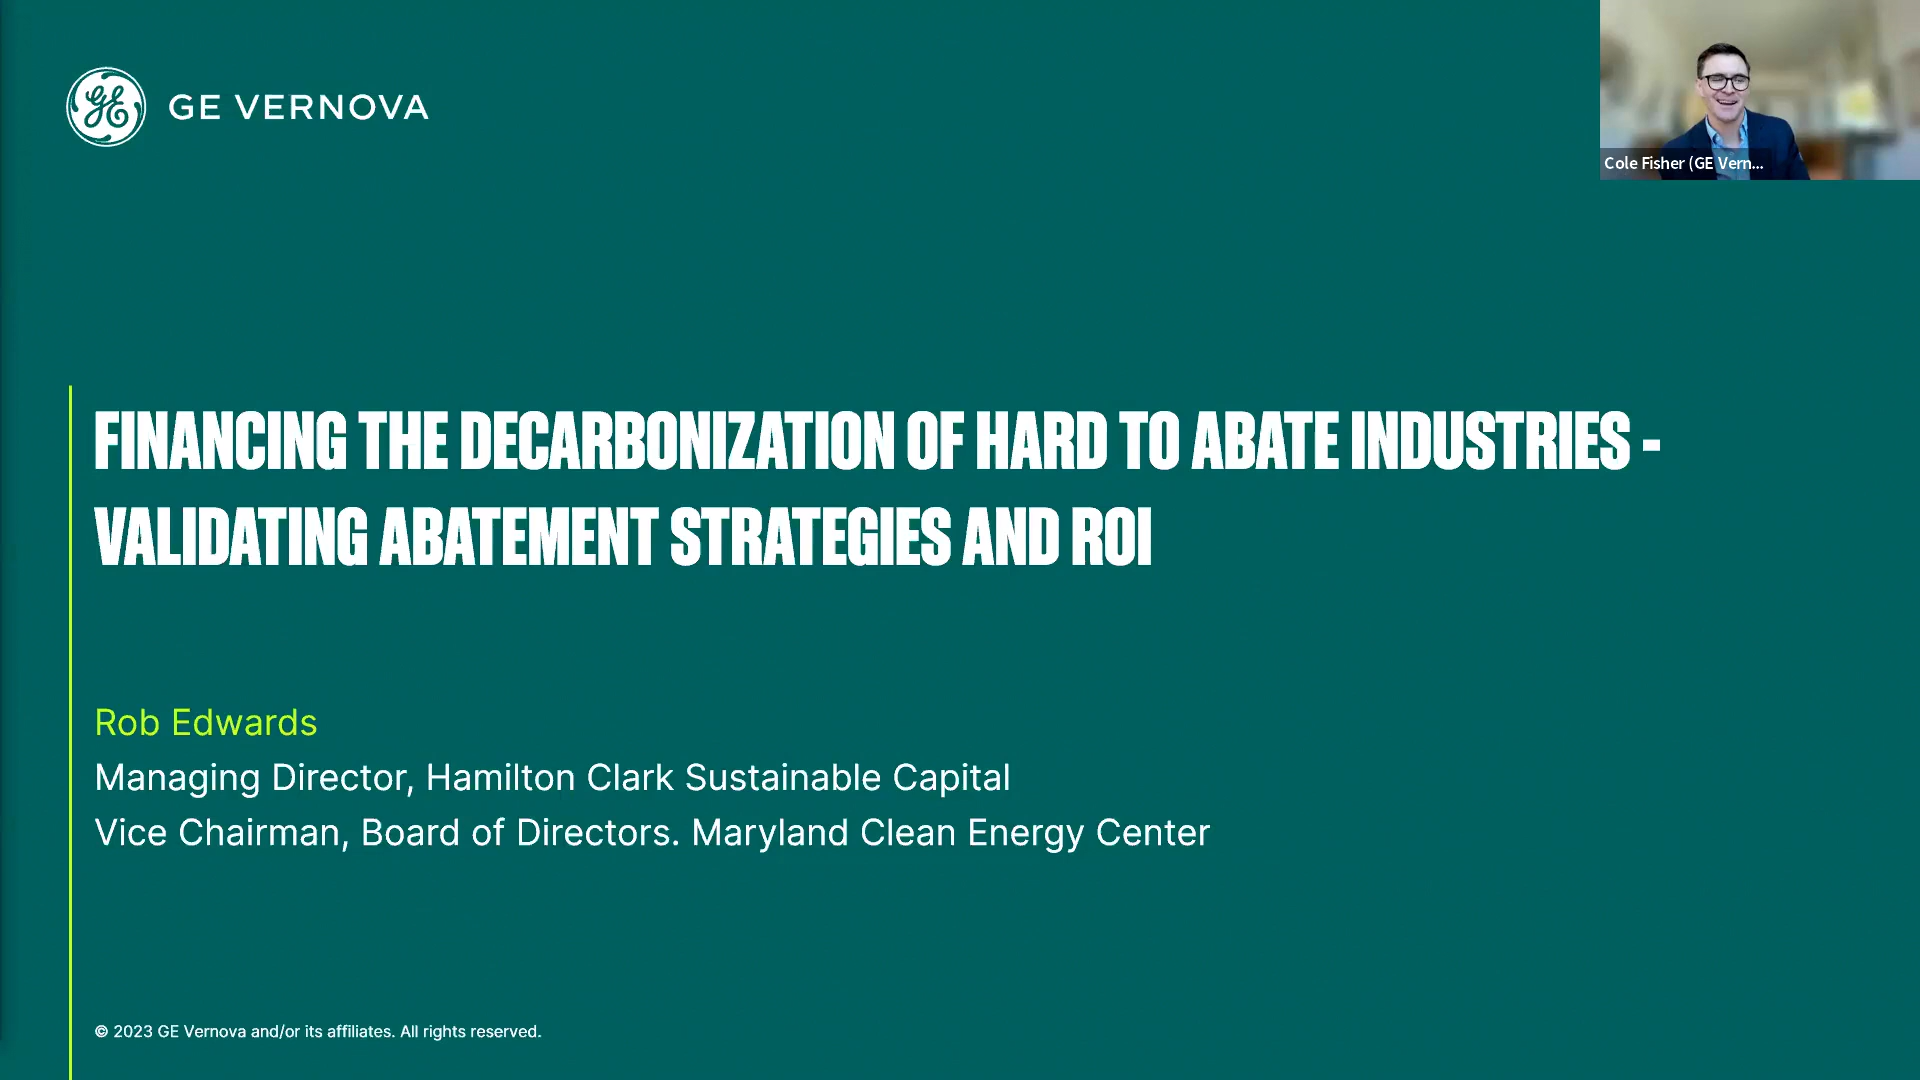 GE VERNOVA
Cole Fisher (GE Vern...
FINANCING THE DECARBONIZATION OF HARD TO ABATE INDUSTRIES -
VALIDATING ABATEMENT STRATEGIES AND ROI
Rob Edwards
Managing Director, Hamilton Clark Sustainable Capital
Vice Chairman, Board of Directors. Maryland Clean Energy Center
© 2023 GE Vernova and/or its affiliates. All rights reserved.